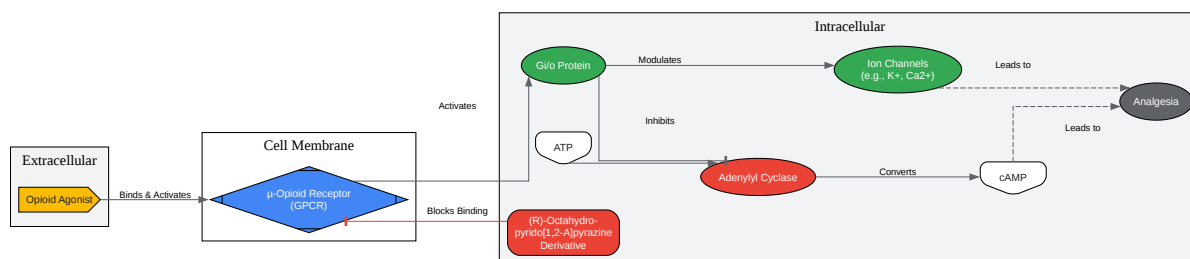 Intracellular
Gi/o Protein
Modulates
Ion Channels
(e.g., K+, Ca2+)
Leads to
Analgesia
Activates
Inhibits
Leads to
Extracellular
Opioid Agonist
Binds & Activates
Cell Membrane
µ-Opioid Receptor
(GPCR)
ATP
Adenylyl Cyclase
Converts
cAMP
Blocks Binding
(R)-Octahydro-
pyrido[1,2-A]pyrazine
Derivative